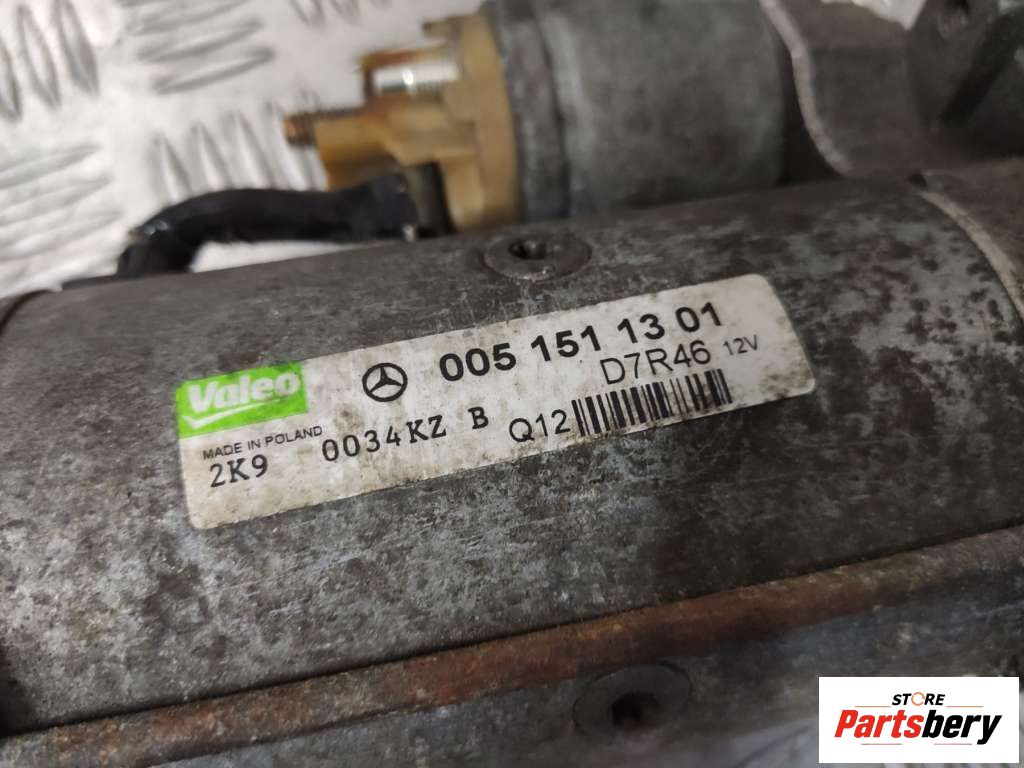 Valeo
005 151 13 01
D7R46 12V
MADE IN POLAND
2K9 0034KZ B Q12
STORE
Partsbery